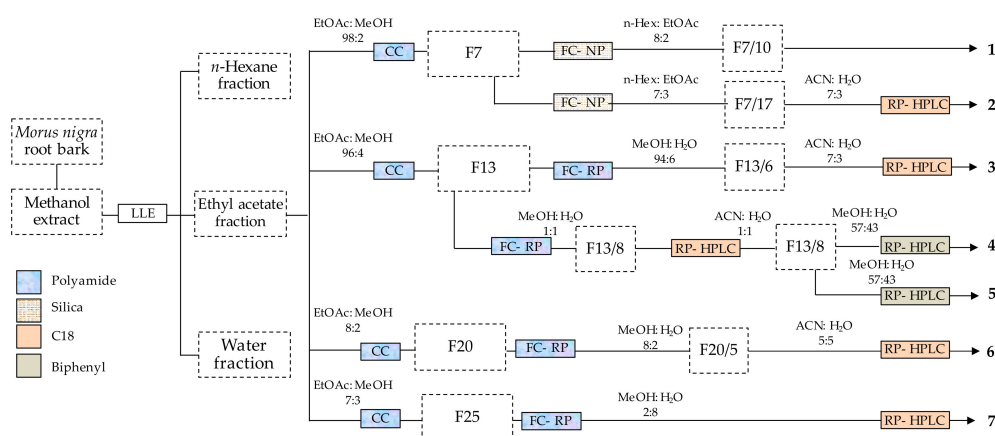 EtOAc: MeOH
98:2
CC
F7
FC- NP
n-Hex: EtOAc
8:2
F7/10
1
FC- NP
n-Hex: EtOAc
7:3
F7/17
ACN: H₂O
7:3
RP- HPLC
2
n-Hexane
fraction
Morus nigra
root bark
Methanol
extract
LLE
Ethyl acetate
fraction
Water
fraction
EtOAc: MeOH
96:4
CC
F13
FC- RP
MeOH: H₂O
94:6
F13/6
ACN: H₂O
7:3
RP- HPLC
3
MeOH: H₂O
1:1
FC- RP
F13/8
ACN: H₂O
1:1
RP- HPLC
F13/8
MeOH: H₂O
57:43
RP- HPLC
4
MeOH: H₂O
57:43
RP- HPLC
5
Polyamide
Silica
C18
Biphenyl
EtOAc: MeOH
8:2
CC
F20
FC- RP
MeOH: H₂O
8:2
F20/5
ACN: H₂O
5:5
RP- HPLC
6
EtOAc: MeOH
7:3
CC
F25
FC- RP
MeOH: H₂O
2:8
RP- HPLC
7